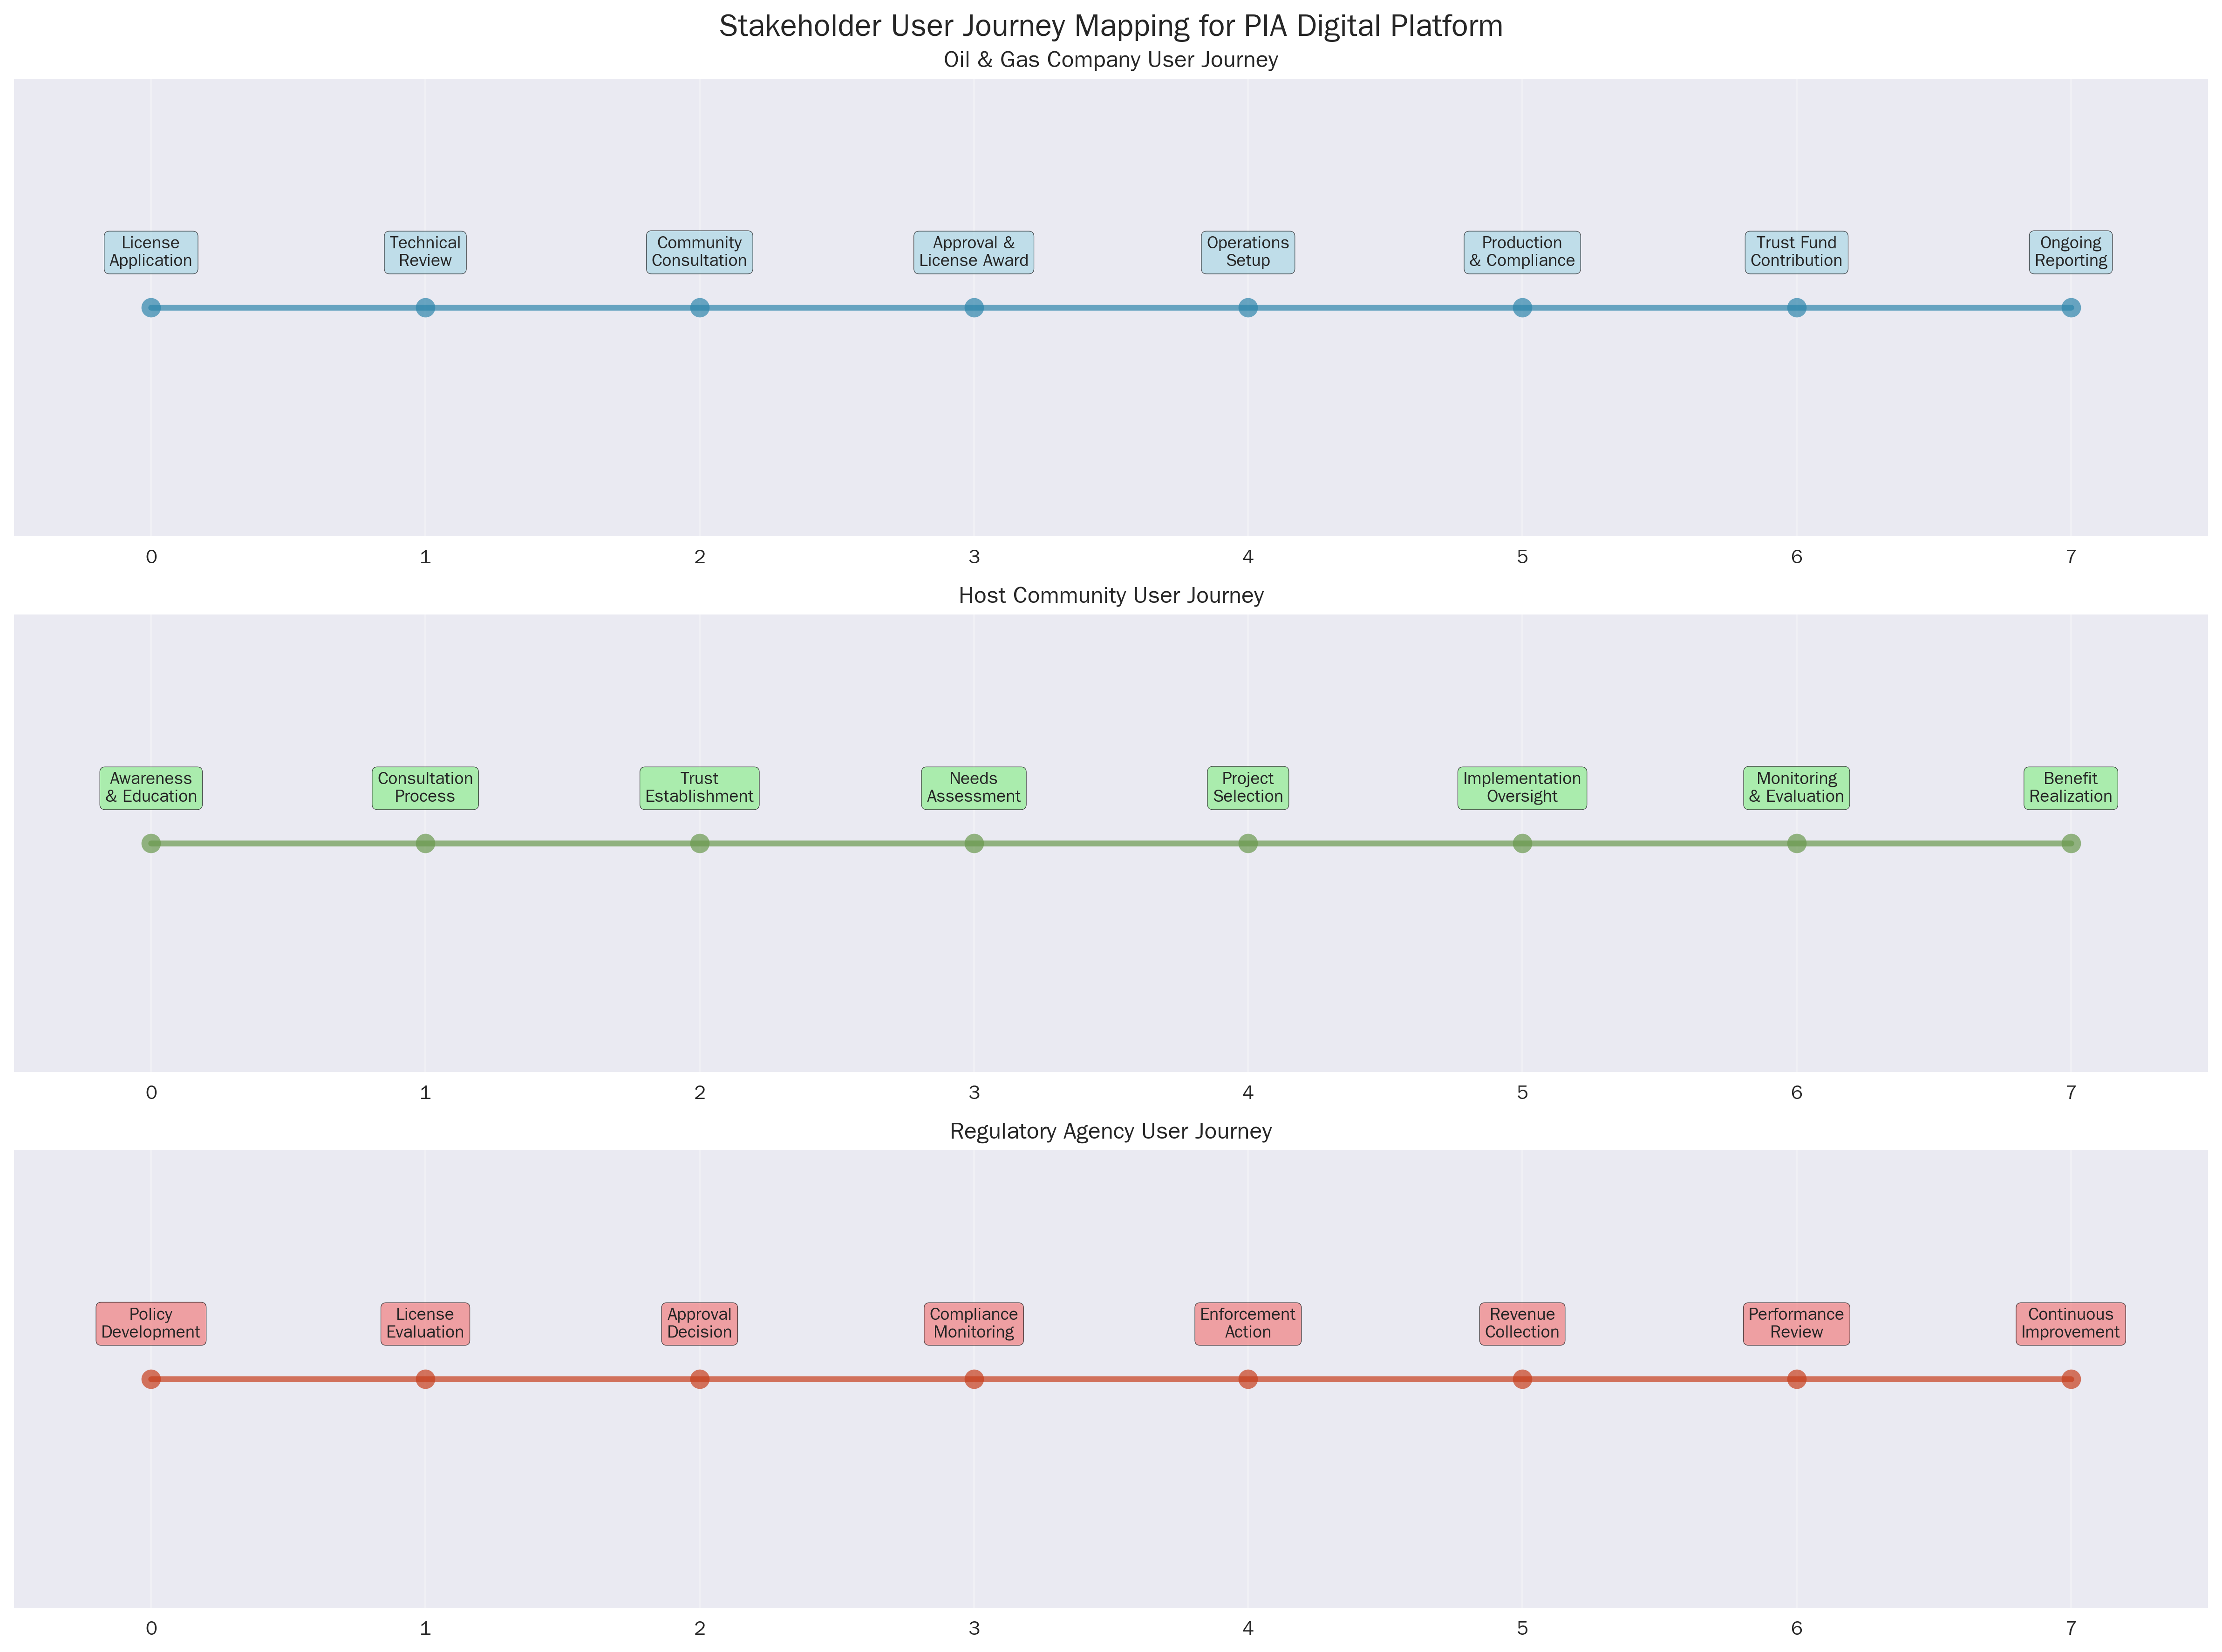 Stakeholder User Journey Mapping for PIA Digital Platform
Oil & Gas Company User Journey
License
Application
Technical
Review
Community
Consultation
Approval &
License Award
Operations
Setup
Production
& Compliance
Trust Fund
Contribution
Ongoing
Reporting
0 1 2 3 4 5 6 7
Host Community User Journey
Awareness
& Education
Consultation
Process
Trust
Establishment
Needs
Assessment
Project
Selection
Implementation
Oversight
Monitoring
& Evaluation
Benefit
Realization
0 1 2 3 4 5 6 7
Regulatory Agency User Journey
Policy
Development
License
Evaluation
Approval
Decision
Compliance
Monitoring
Enforcement
Action
Revenue
Collection
Performance
Review
Continuous
Improvement
0 1 2 3 4 5 6 7